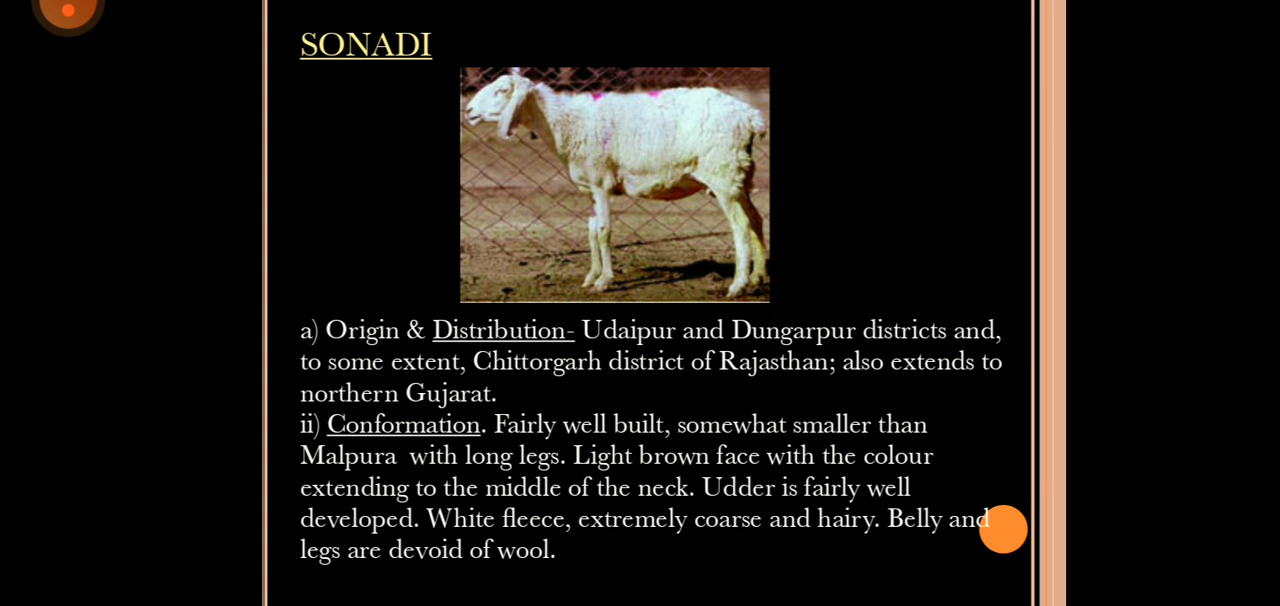 SONADI
a) Origin & Distribution- Udaipur and Dungarpur districts and,
to some extent, Chittorgarh district of Rajasthan; also extends to
northern Gujarat.
ii) Conformation. Fairly well built, somewhat smaller than
Malpura  with long legs. Light brown face with the colour
extending to the middle of the neck. Udder is fairly well
developed. White fleece, extremely coarse and hairy. Belly and
legs are devoid of wool.